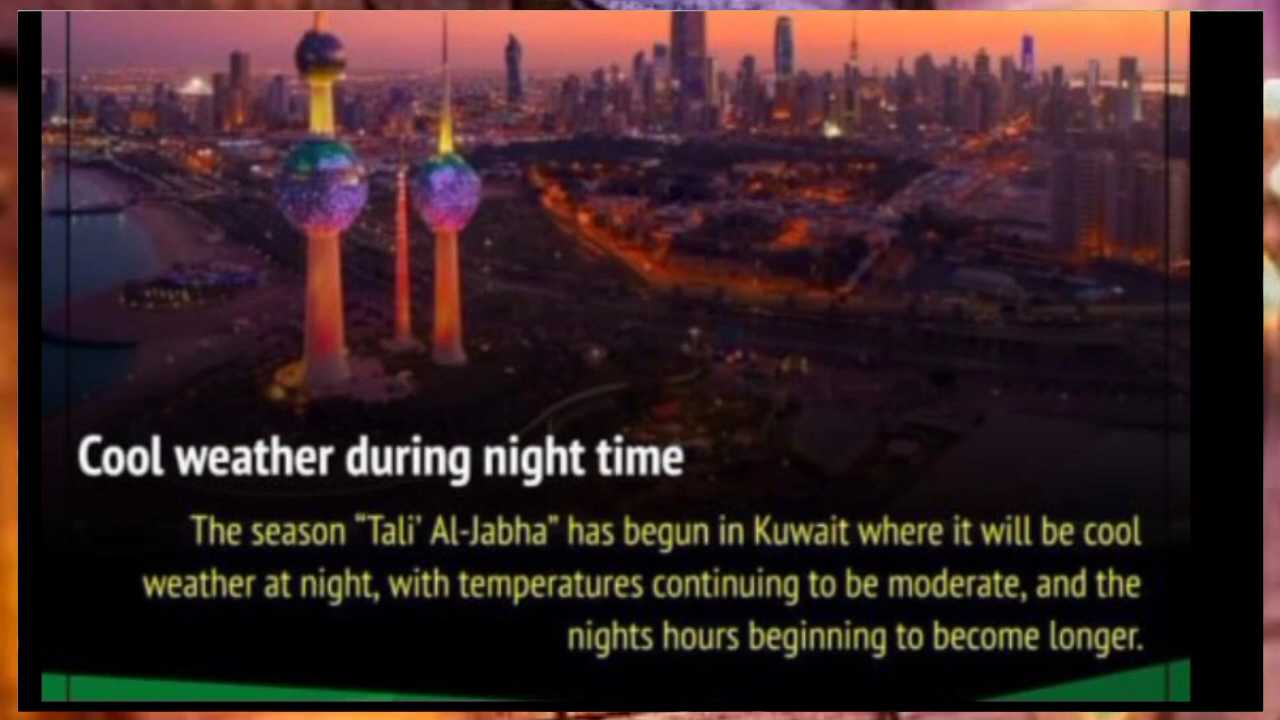 Cool weather during night time
The season “Tali’ Al-Jabha” has begun in Kuwait where it will be cool
weather at night, with temperatures continuing to be moderate, and the
nights hours beginning to become longer.